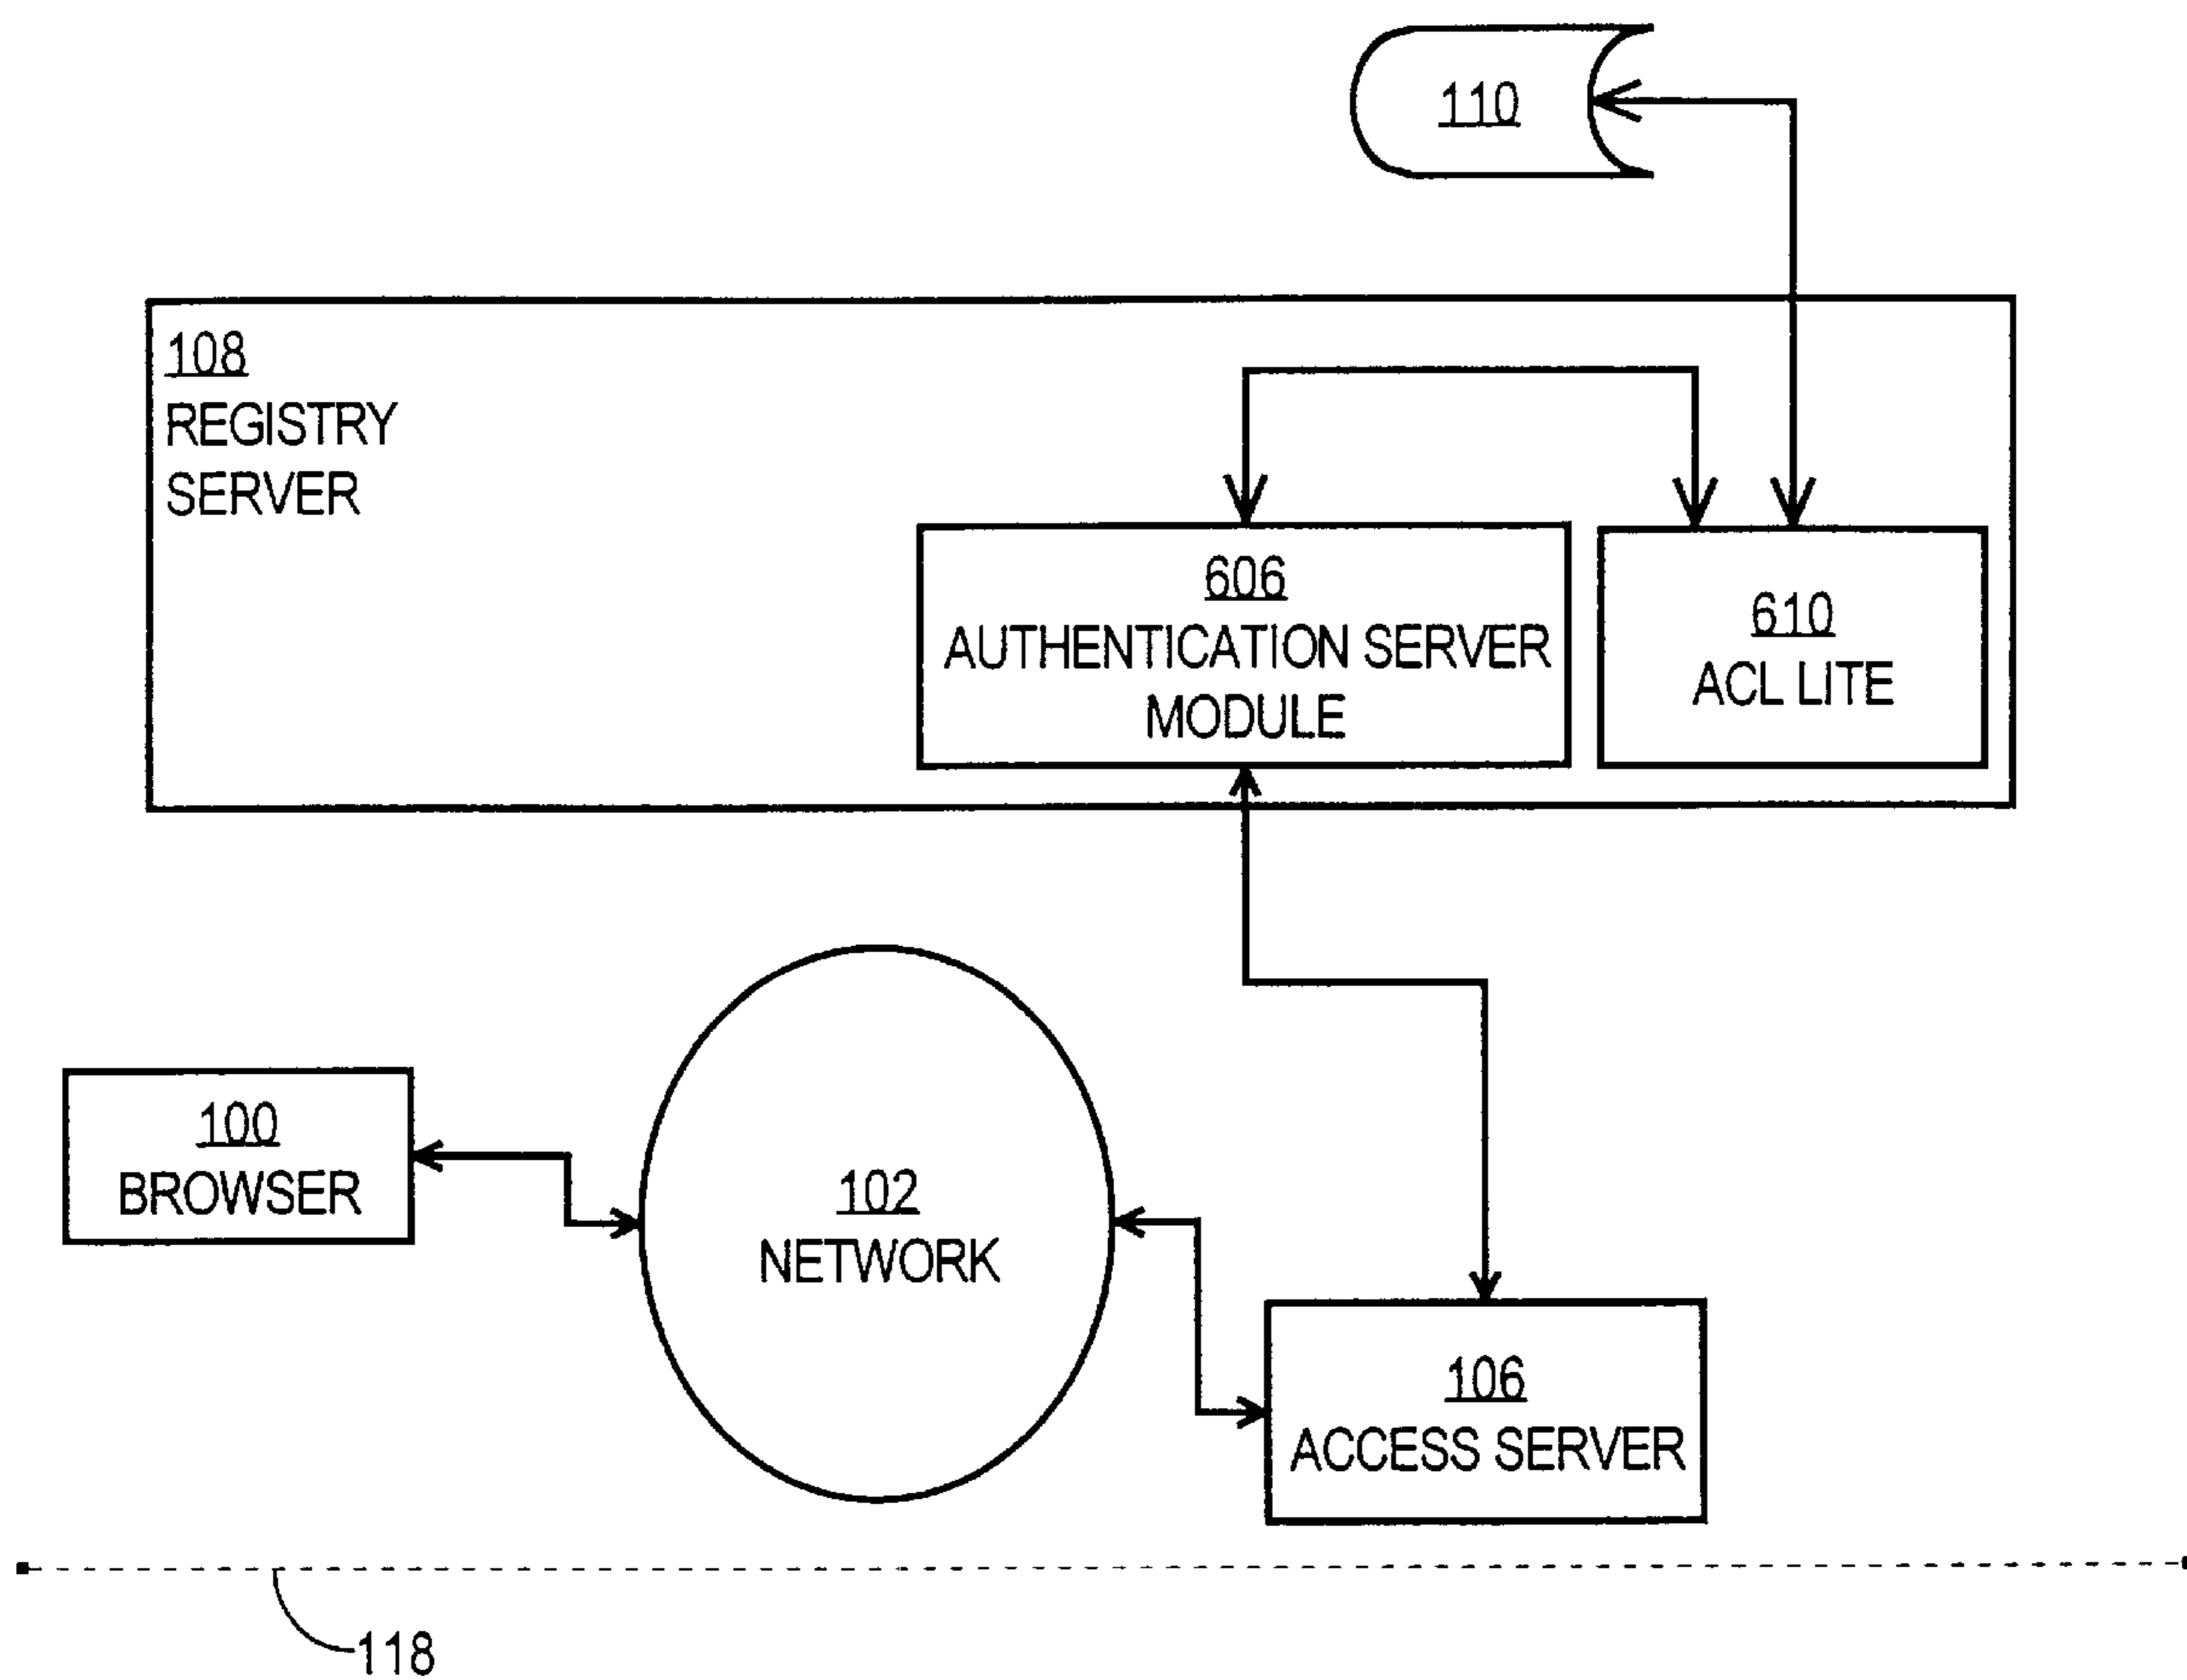 110
108
REGISTRY
SERVER
606
AUTHENTICATION SERVER
MODULE
610
ACL LITE
100
BROWSER
102
NETWORK
106
ACCESS SERVER
118